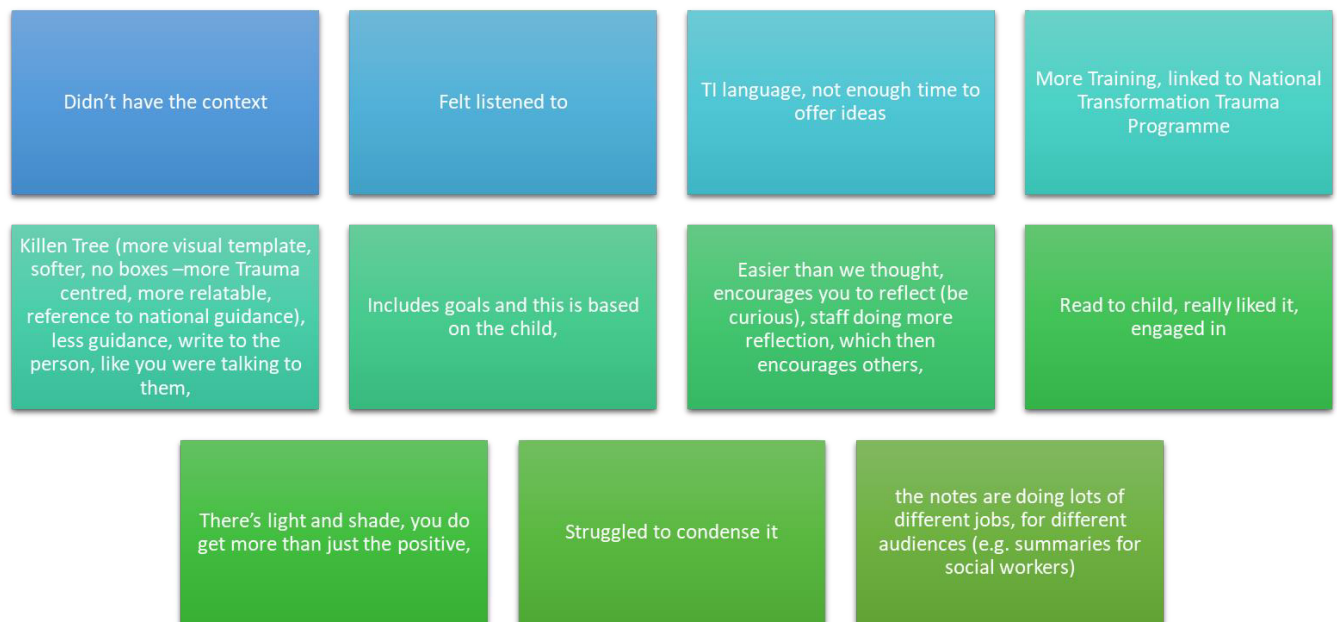 Didn't have the context
Felt listened to
TI language, not enough time to
offer ideas
More Training, linked to National
Transformation Trauma
Programme
Killen Tree (more visual template,
softer, no boxes –more Trauma
centred, more relatable,
reference to national guidance),
less guidance, write to the
person, like you were talking to
them,
Includes goals and this is based
on the child,
Easier than we thought,
encourages you to reflect (be
curious), staff doing more
reflection, which then
encourages others,
Read to child, really liked it,
engaged in
There's light and shade, you do
get more than just the positive,
Struggled to condense it
the notes are doing lots of
different jobs, for different
audiences (e.g. summaries for
social workers)